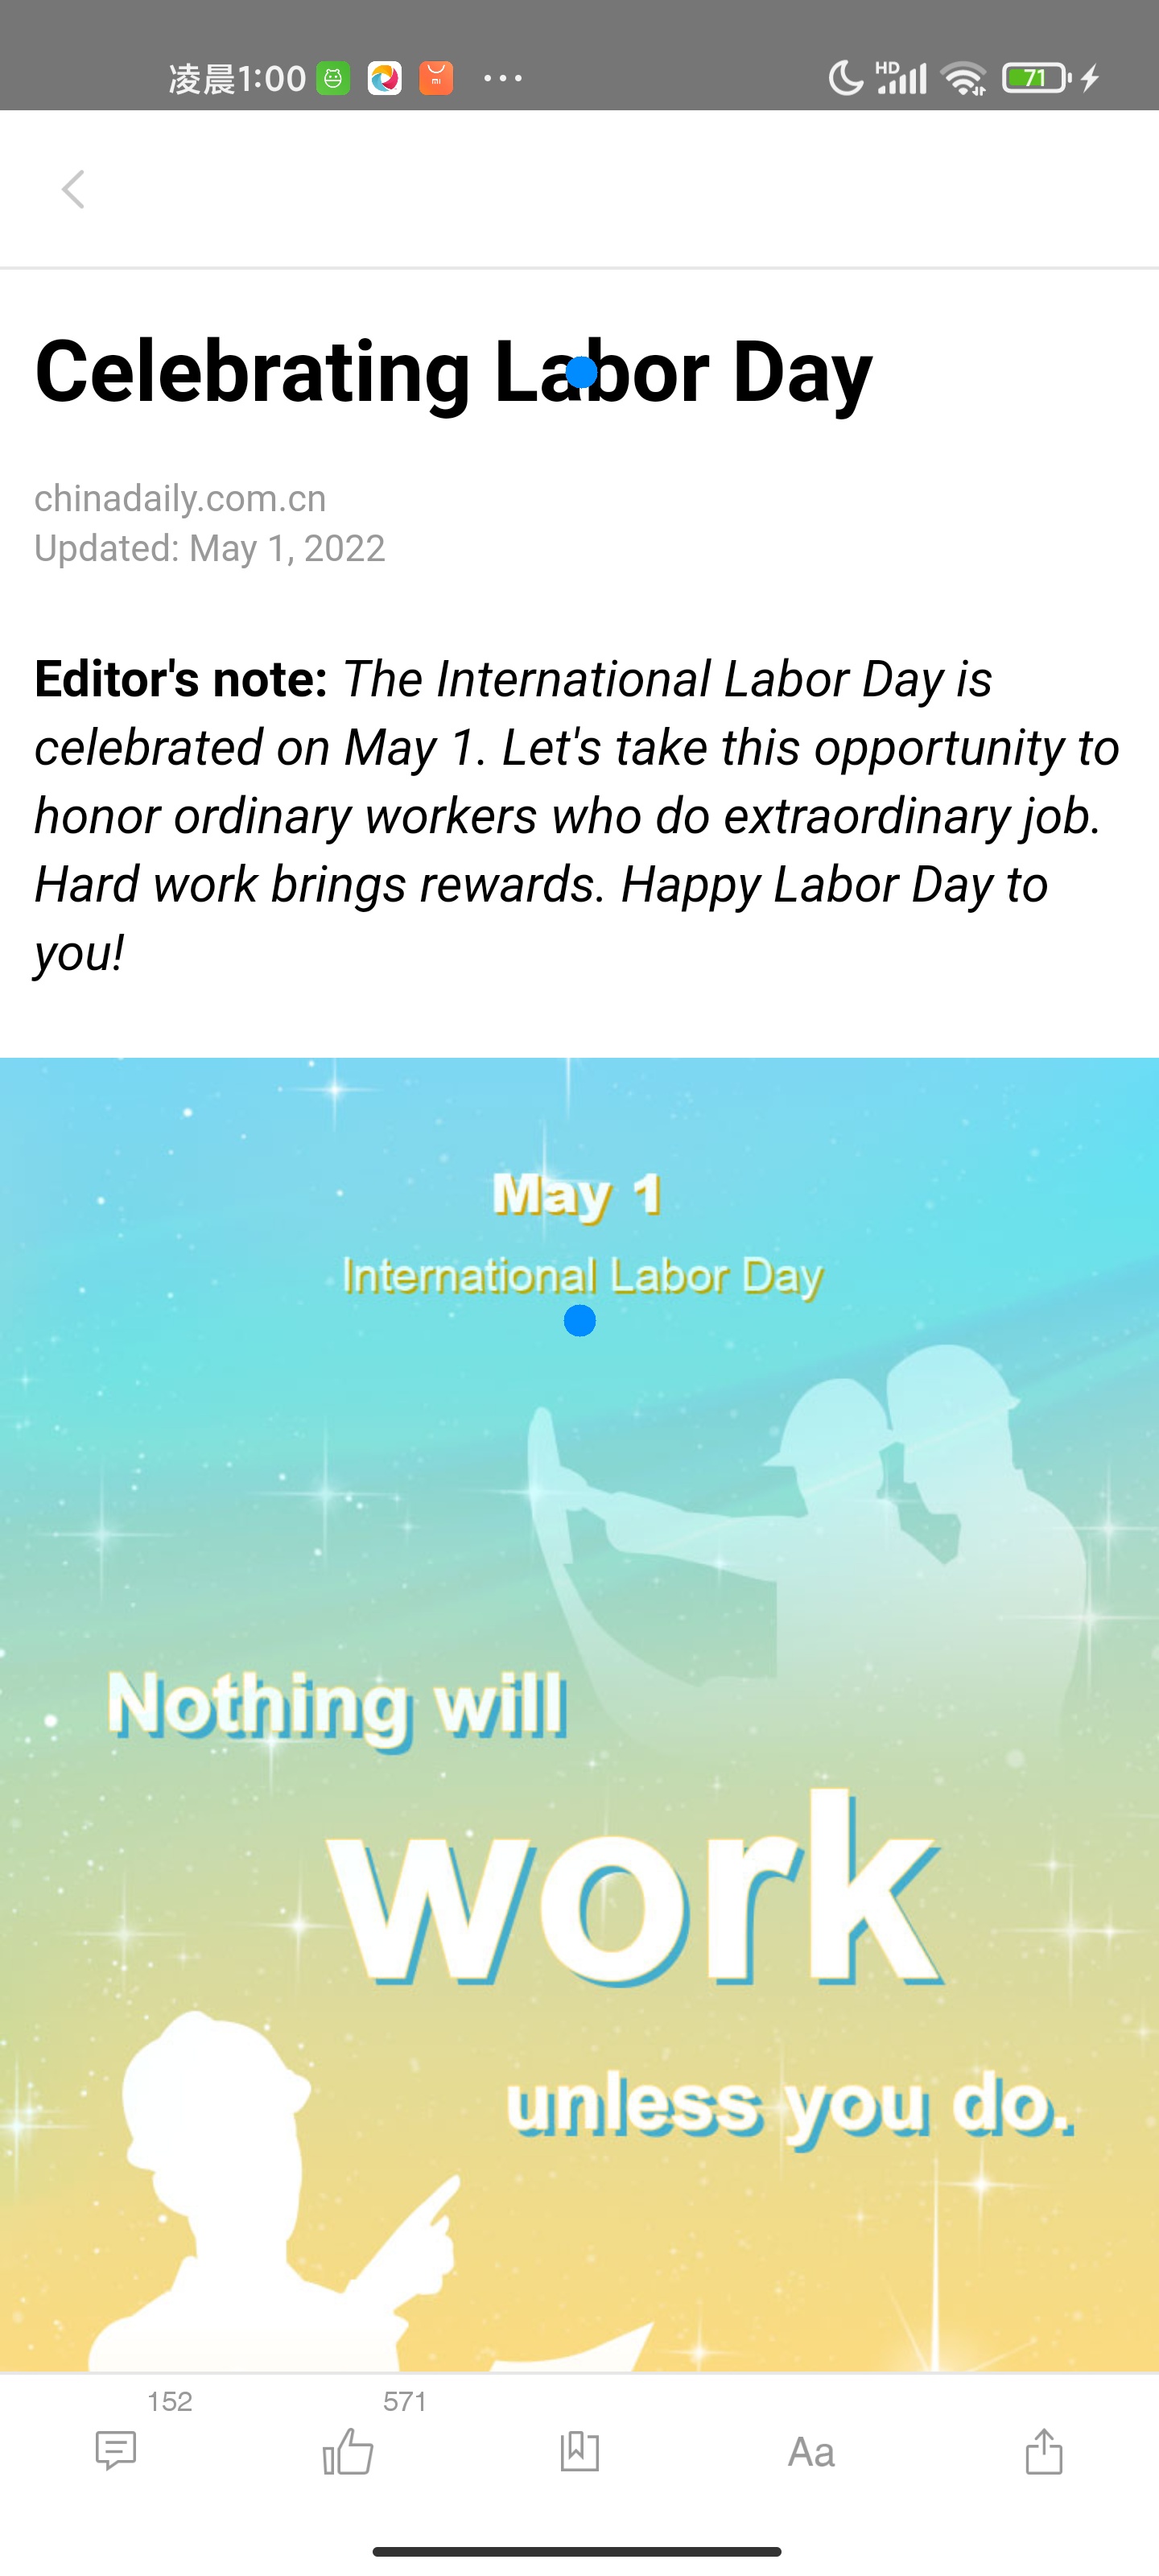 凌晨1:00
HD
71
Celebrating Labor Day
chinadaily.com.cn
Updated: May 1, 2022
Editor's note: The International Labor Day is
celebrated on May 1. Let's take this opportunity to
honor ordinary workers who do extraordinary job.
Hard work brings rewards. Happy Labor Day to
you!
May 1
International Labor Day
Nothing will
work
unless you do.
152
571
Aa